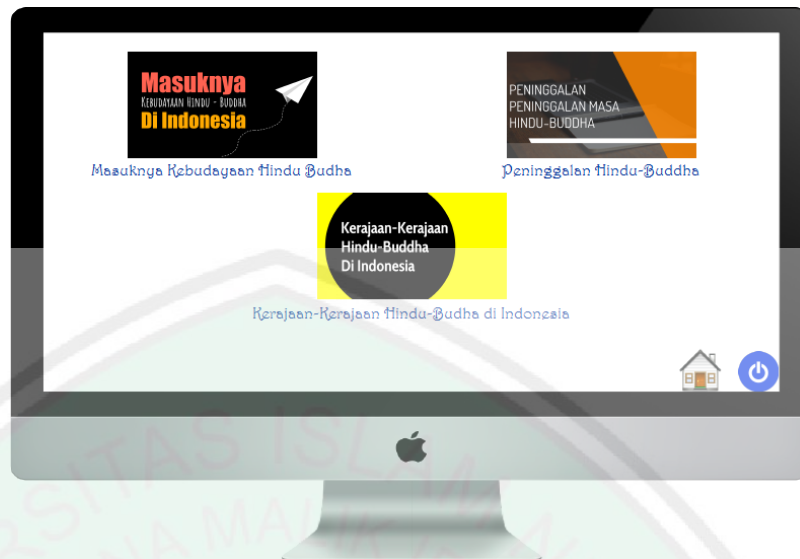 Masuknya
KEBUDAYAAN HINDU - BUDDHA
Di Indonesia
Masuknya Kebudayaan Hindu Budha
PENINGGALAN
PENINGGALAN MASA
HINDU-BUDDHA
Peninggalan Hindu-Buddha
Kerajaan-Kerajaan
Hindu-Buddha
Di Indonesia
Kerajaan-Kerajaan Hindu-Budha di Indonesia